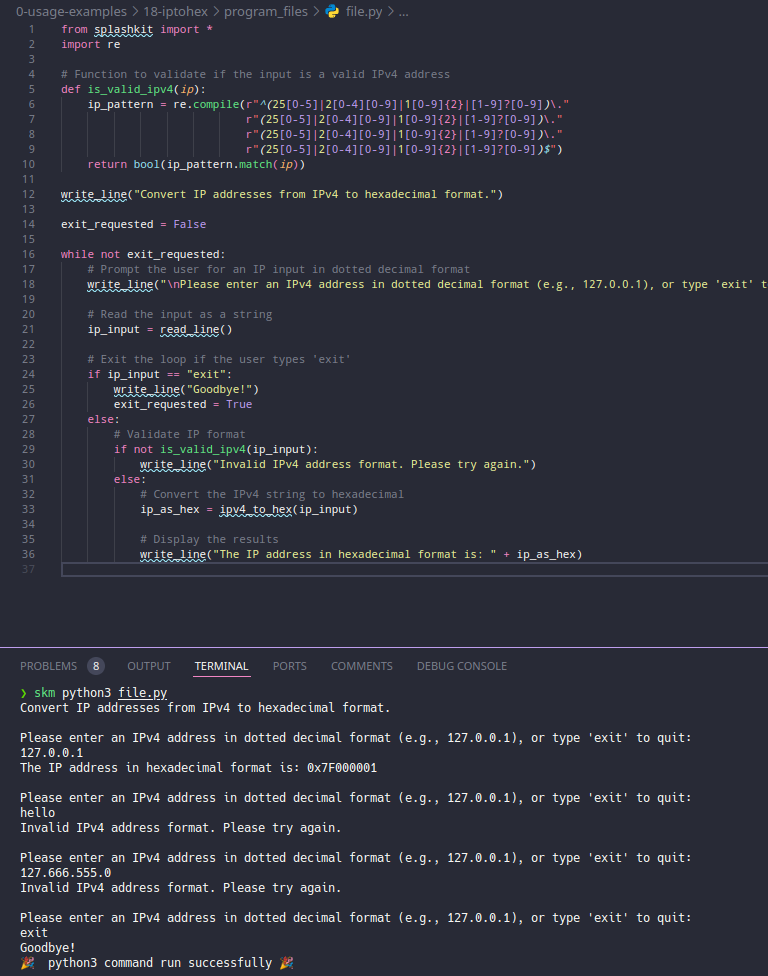 0-usage-examples > 18-iptohex > program_files > file.py > ...
1 from splashkit import *
2 import re
3
4 # Function to validate if the input is a valid IPv4 address
5 def is_valid_ipv4(ip):
6     ip_pattern = re.compile(r"^(25[0-5]|2[0-4][0-9]|1[0-9]{2}|[1-9]?[0-9])\."
7                             r"(25[0-5]|2[0-4][0-9]|1[0-9]{2}|[1-9]?[0-9])\."
8                             r"(25[0-5]|2[0-4][0-9]|1[0-9]{2}|[1-9]?[0-9])\."
9                             r"(25[0-5]|2[0-4][0-9]|1[0-9]{2}|[1-9]?[0-9])$")
10     return bool(ip_pattern.match(ip))
11
12 write_line("Convert IP addresses from IPv4 to hexadecimal format.")
13
14 exit_requested = False
15
16 while not exit_requested:
17     # Prompt the user for an IP input in dotted decimal format
18     write_line("\nPlease enter an IPv4 address in dotted decimal format (e.g., 127.0.0.1), or type 'exit' t
19
20     # Read the input as a string
21     ip_input = read_line()
22
23     # Exit the loop if the user types 'exit'
24     if ip_input == "exit":
25         write_line("Goodbye!")
26         exit_requested = True
27     else:
28         # Validate IP format
29         if not is_valid_ipv4(ip_input):
30             write_line("Invalid IPv4 address format. Please try again.")
31         else:
32             # Convert the IPv4 string to hexadecimal
33             ip_as_hex = ipv4_to_hex(ip_input)
34
35             # Display the results
36             write_line("The IP address in hexadecimal format is: " + ip_as_hex)
37
PROBLEMS 8 OUTPUT TERMINAL PORTS COMMENTS DEBUG CONSOLE
❯ skm python3 file.py
Convert IP addresses from IPv4 to hexadecimal format.
Please enter an IPv4 address in dotted decimal format (e.g., 127.0.0.1), or type 'exit' to quit:
127.0.0.1
The IP address in hexadecimal format is: 0x7F000001
Please enter an IPv4 address in dotted decimal format (e.g., 127.0.0.1), or type 'exit' to quit:
hello
Invalid IPv4 address format. Please try again.
Please enter an IPv4 address in dotted decimal format (e.g., 127.0.0.1), or type 'exit' to quit:
127.666.555.0
Invalid IPv4 address format. Please try again.
Please enter an IPv4 address in dotted decimal format (e.g., 127.0.0.1), or type 'exit' to quit:
exit
Goodbye!
🎉 python3 command run successfully 🎉